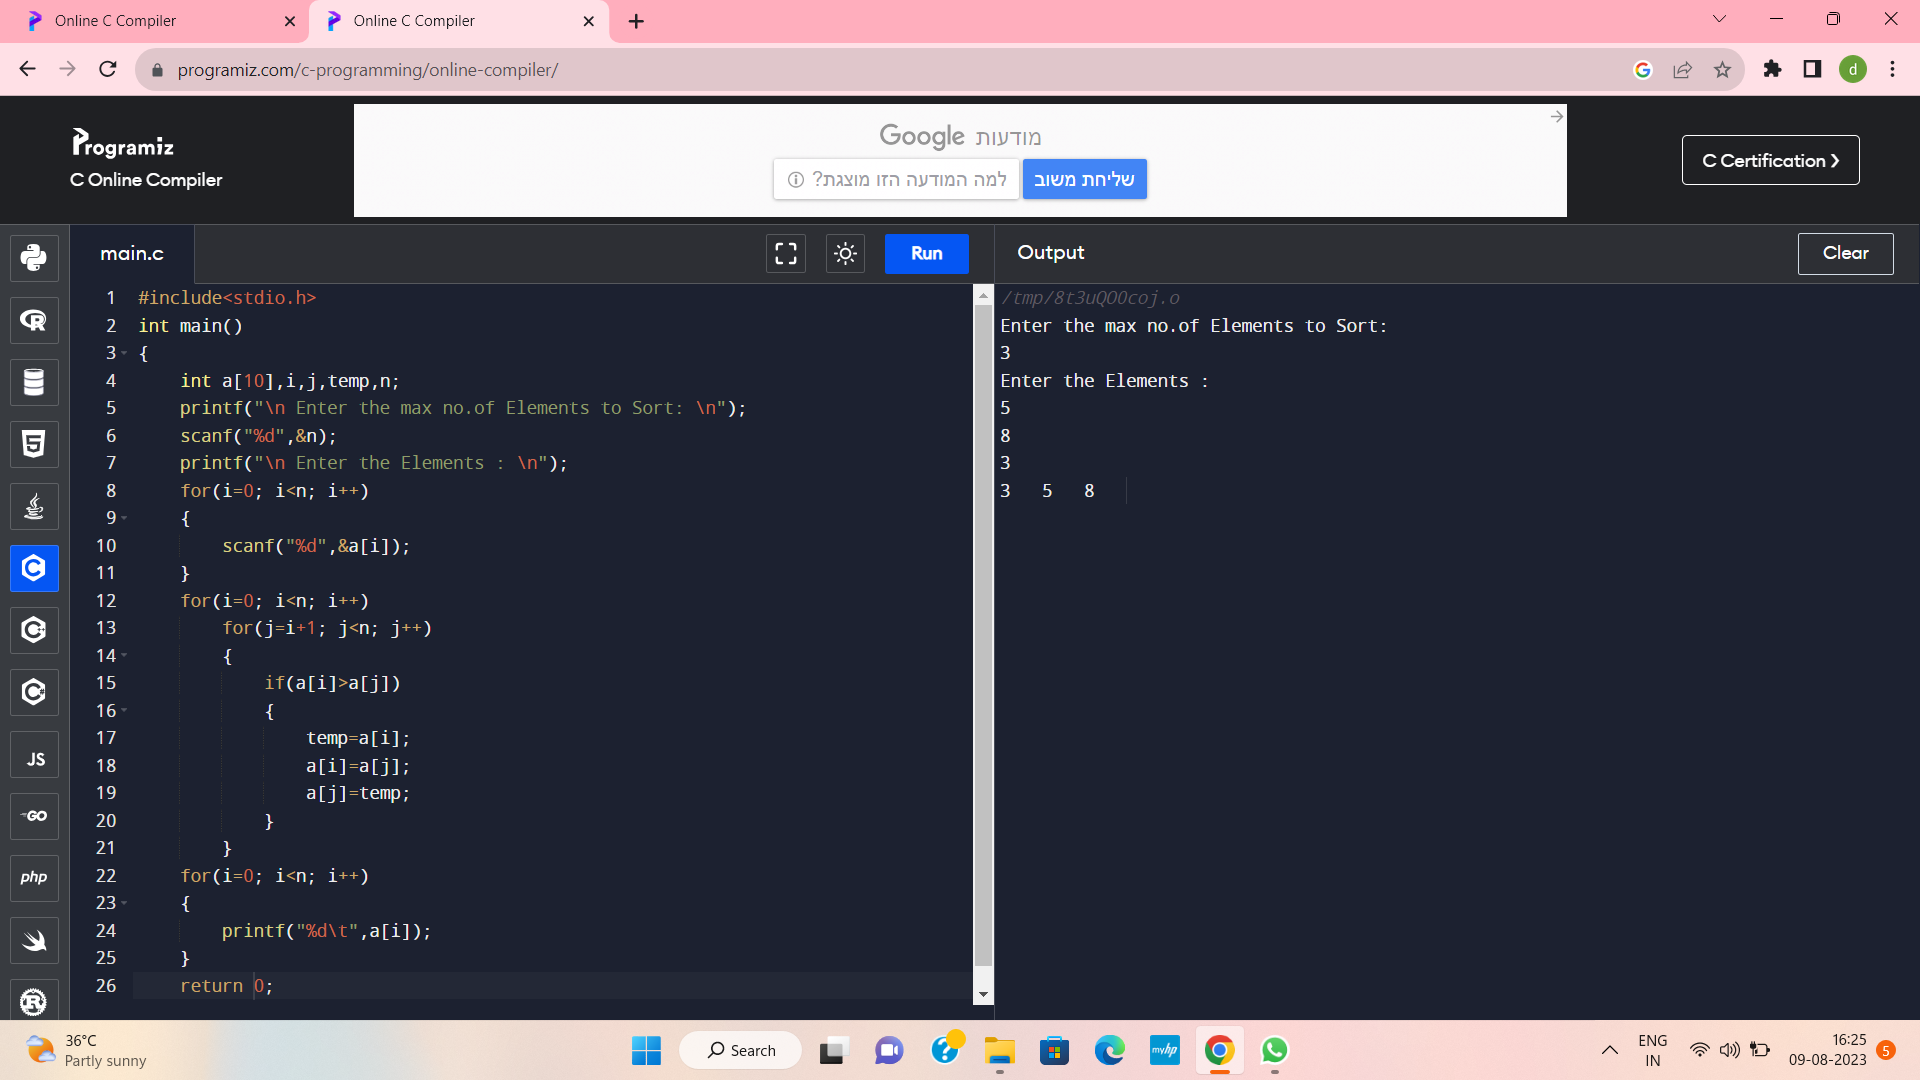 Online C Compiler
Online C Compiler
programiz.com/c-programming/online-compiler/
d
Programiz
C Online Compiler
Google מודעות
שליחת משוב
למה המודעה הזו מוצגת?
C Certification
main.c
Run
Output
Clear
1 #include<stdio.h>
2 int main()
3 {
4 int a[10],i,j,temp,n;
5 printf("\n Enter the max no.of Elements to Sort: \n");
6 scanf("%d",&n);
7 printf("\n Enter the Elements : \n");
8 for(i=0; i<n; i++)
9 {
10 scanf("%d",&a[i]);
11 }
12 for(i=0; i<n; i++)
13 for(j=i+1; j<n; j++)
14 {
15 if(a[i]>a[j])
16 {
17 temp=a[i];
18 a[i]=a[j];
19 a[j]=temp;
20 }
21 }
22 for(i=0; i<n; i++)
23 {
24 printf("%d\t",a[i]);
25 }
26 return 0;
/tmp/8t3uQOOcoj.o
Enter the max no.of Elements to Sort:
3
Enter the Elements :
5
8
3
3 5 8
R
5
C
JS
GO
php
R
36°C
Partly sunny
Search
myhp
ENG
IN
16:25
09-08-2023
5